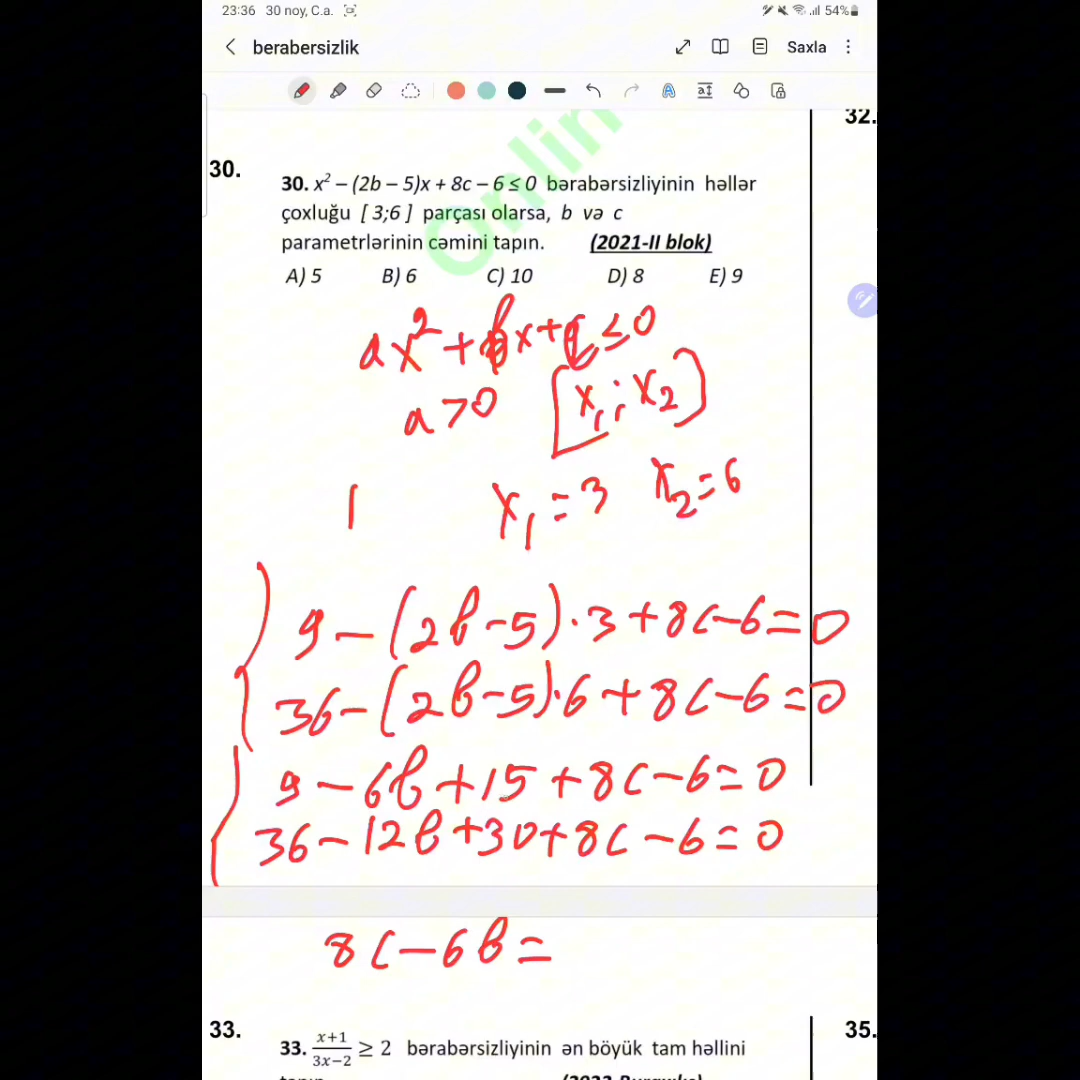 23:36 30 noy, C.a. 54%
berabersizlik Saxla
32.
Onlin
30.
30. x² – (2b – 5)x + 8c – 6 ≤ 0 bərabərsizliyinin həllər
çoxluğu [ 3;6 ] parçası olarsa, b və c
parametrlərinin cəmini tapın. (2021-II blok)
A) 5 B) 6 C) 10 D) 8 E) 9
ax²+bx+c≤0
a>0 [x₁; x₂]
1 x₁=3 x₂=6
9-(2b-5)·3+8c-6=0
36-(2b-5)·6+8c-6=0
9-6b+15+8c-6=0
36-12b+30+8c-6=0
8c-6b=
33. 35.
33. x+1/3x−2 ≥ 2 bərabərsizliyinin ən böyük tam həllini